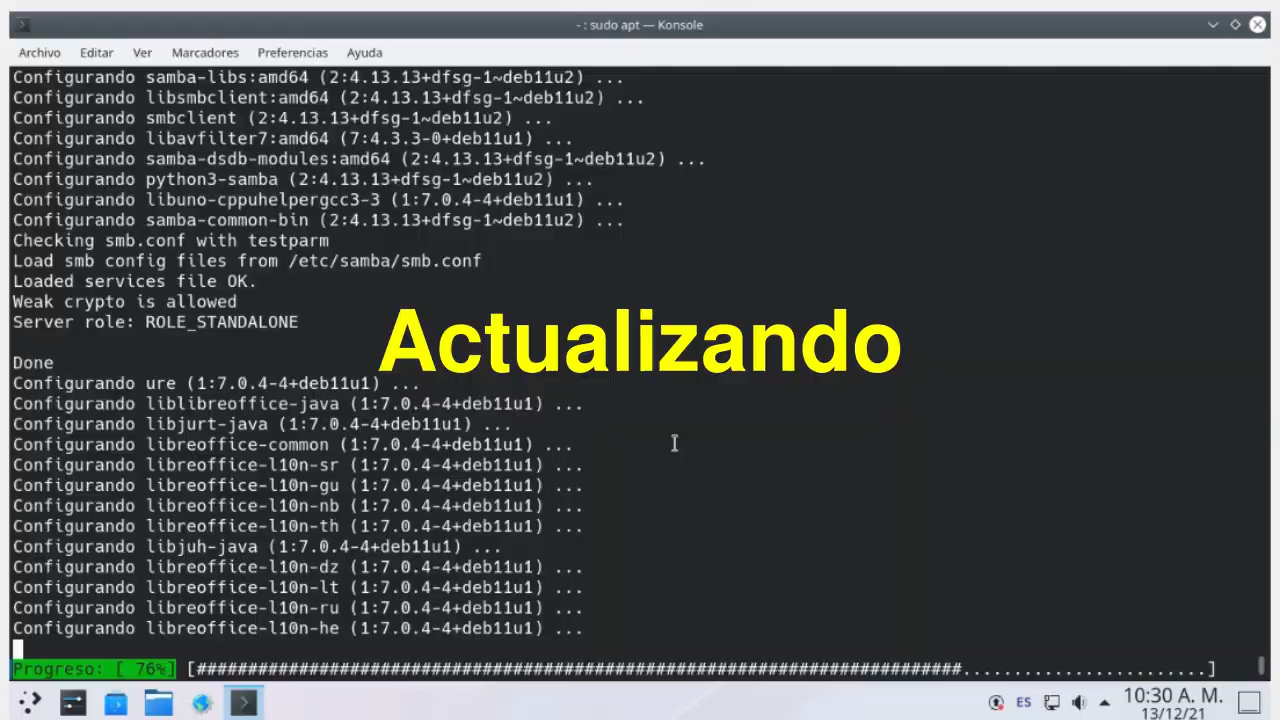 - : sudo apt — Konsole
Archivo Editar Ver Marcadores Preferencias Ayuda
Configurando samba-libs:amd64 (2:4.13.13+dfsg-1~deb11u2) ...
Configurando libsmbclient:amd64 (2:4.13.13+dfsg-1~deb11u2) ...
Configurando smbclient (2:4.13.13+dfsg-1~deb11u2) ...
Configurando libavfilter7:amd64 (7:4.3.3-0+deb11u1) ...
Configurando samba-dsdb-modules:amd64 (2:4.13.13+dfsg-1~deb11u2) ...
Configurando python3-samba (2:4.13.13+dfsg-1~deb11u2) ...
Configurando libuno-cppuhelpergcc3-3 (1:7.0.4-4+deb11u1) ...
Configurando samba-common-bin (2:4.13.13+dfsg-1~deb11u2) ...
Checking smb.conf with testparm
Load smb config files from /etc/samba/smb.conf
Loaded services file OK.
Weak crypto is allowed
Server role: ROLE_STANDALONE
Actualizando
Done
Configurando ure (1:7.0.4-4+deb11u1) ...
Configurando liblibreoffice-java (1:7.0.4-4+deb11u1) ...
Configurando libjurt-java (1:7.0.4-4+deb11u1) ...
Configurando libreoffice-common (1:7.0.4-4+deb11u1) ...
Configurando libreoffice-l10n-sr (1:7.0.4-4+deb11u1) ...
Configurando libreoffice-l10n-gu (1:7.0.4-4+deb11u1) ...
Configurando libreoffice-l10n-nb (1:7.0.4-4+deb11u1) ...
Configurando libreoffice-l10n-th (1:7.0.4-4+deb11u1) ...
Configurando libjuh-java (1:7.0.4-4+deb11u1) ...
Configurando libreoffice-l10n-dz (1:7.0.4-4+deb11u1) ...
Configurando libreoffice-l10n-lt (1:7.0.4-4+deb11u1) ...
Configurando libreoffice-l10n-ru (1:7.0.4-4+deb11u1) ...
Configurando libreoffice-l10n-he (1:7.0.4-4+deb11u1) ...
Progreso: [ 76%] [###########################################################################........................]
ES 10:30 A. M.
13/12/21